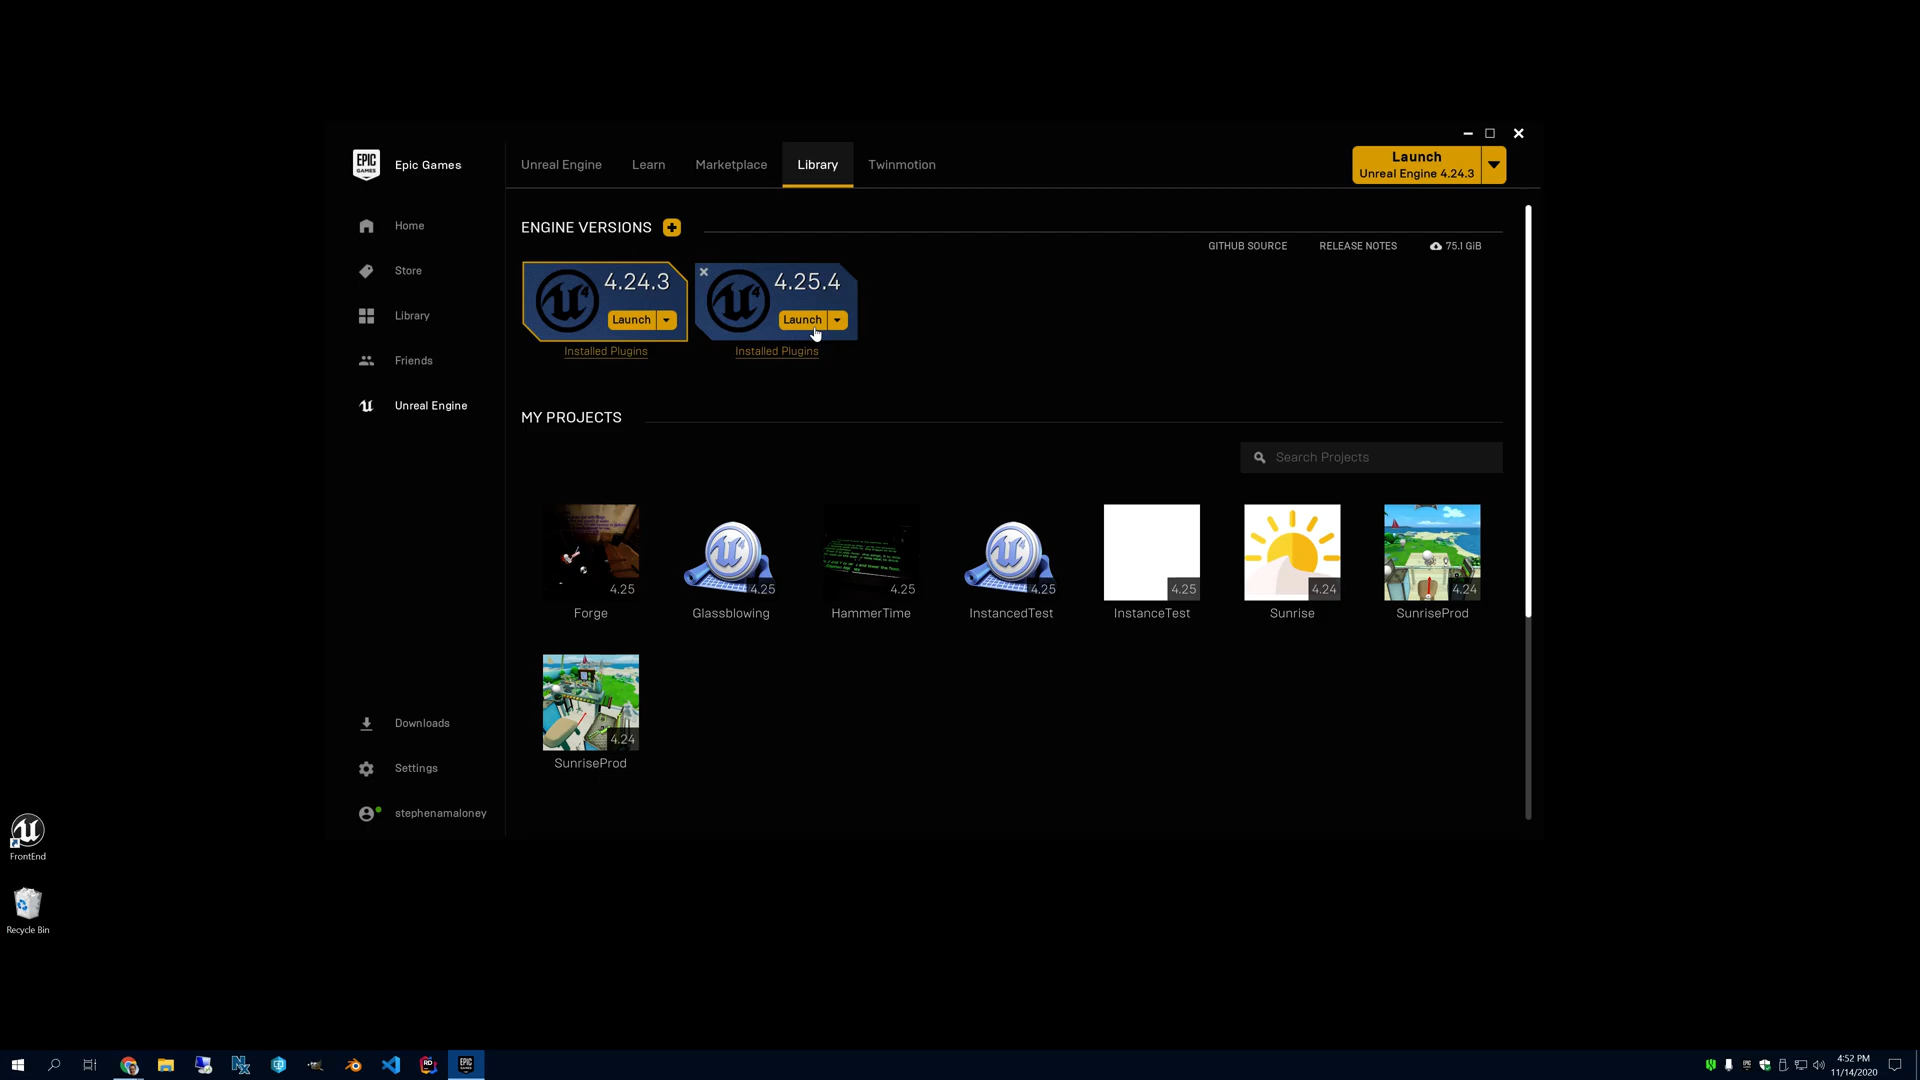 EPIC GAMES
Epic Games
Unreal Engine
Learn
Marketplace
Library
Twinmotion
Launch
Unreal Engine 4.24.3
Home
Store
Library
Friends
Unreal Engine
ENGINE VERSIONS
GITHUB SOURCE
RELEASE NOTES
75.1 GiB
4.24.3
Launch
Installed Plugins
4.25.4
Launch
Installed Plugins
MY PROJECTS
Search Projects
4.25
Forge
4.25
Glassblowing
4.25
HammerTime
4.25
InstancedTest
4.25
InstanceTest
4.24
Sunrise
4.24
SunriseProd
4.24
SunriseProd
Downloads
Settings
stephenamaloney
FrontEnd
Recycle Bin
4:52 PM
11/14/2020